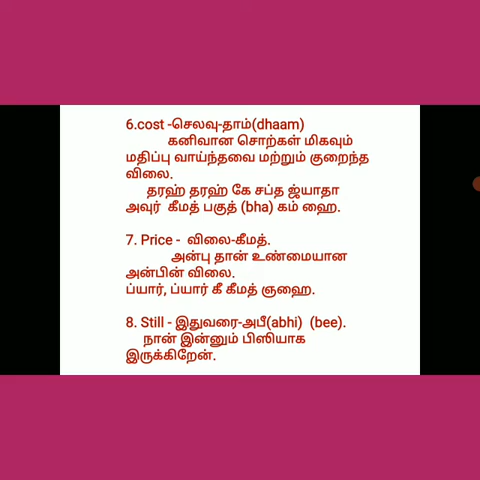 6.cost -செலவு-தாம்(dhaam)
கனிவான சொற்கள் மிகவும்
மதிப்பு வாய்ந்தவை மற்றும் குறைந்த
விலை.
தரஹ் தரஹ் கே சப்த ஜ்யாதா
அவுர் கீமத் பகுத் (bha) கம் ஹை.
7. Price - விலை-கீமத்.
அன்பு தான் உண்மையான
அன்பின் விலை.
ப்யார், ப்யார் கீ கீமத் ஞஹை.
8. Still - இதுவரை-அபீ(abhi) (bee).
நான் இன்னும் பிஸியாக
இருக்கிறேன்.